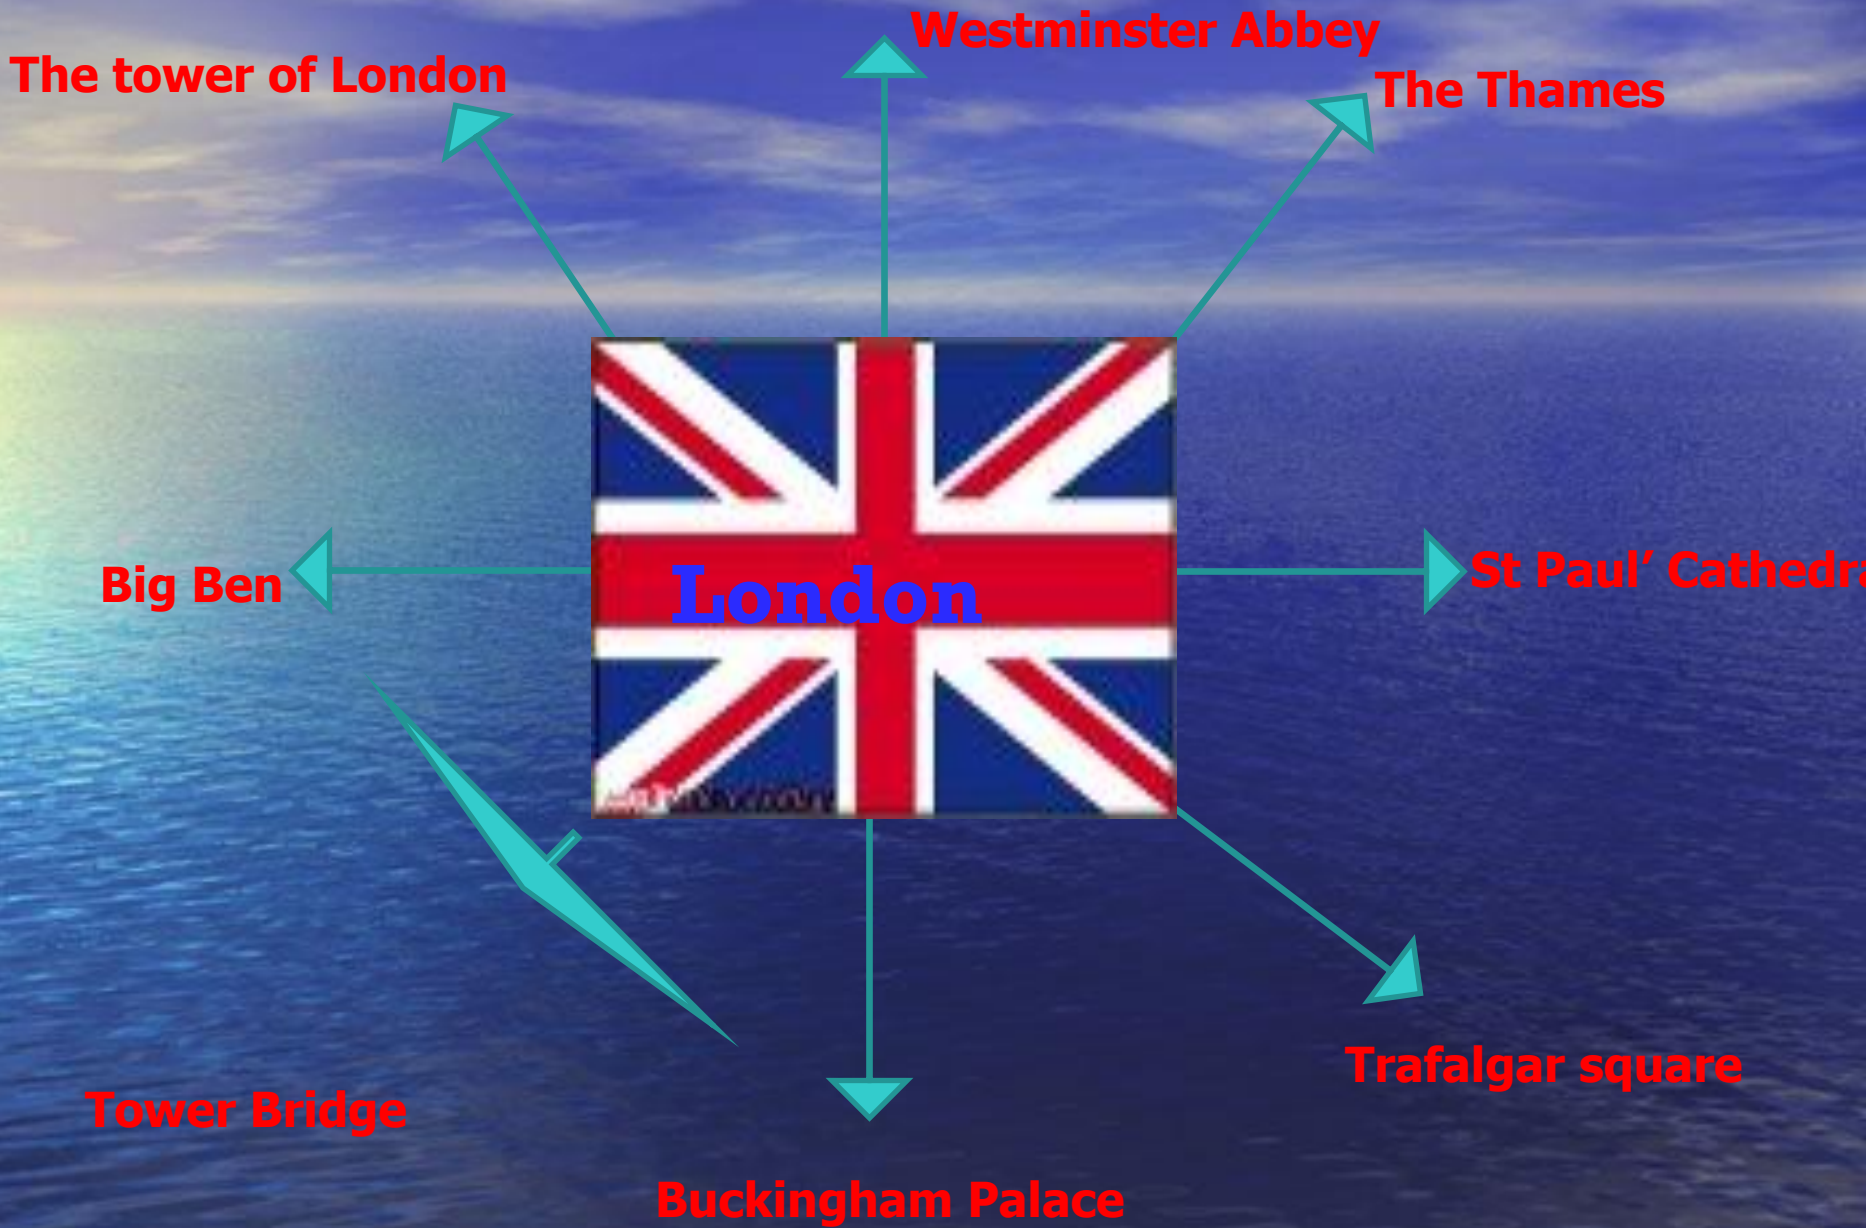 Westminster Abbey
The tower of London
The Thames
Big Ben
London
St Paul’ Cathedra
Trafalgar square
Tower Bridge
Buckingham Palace